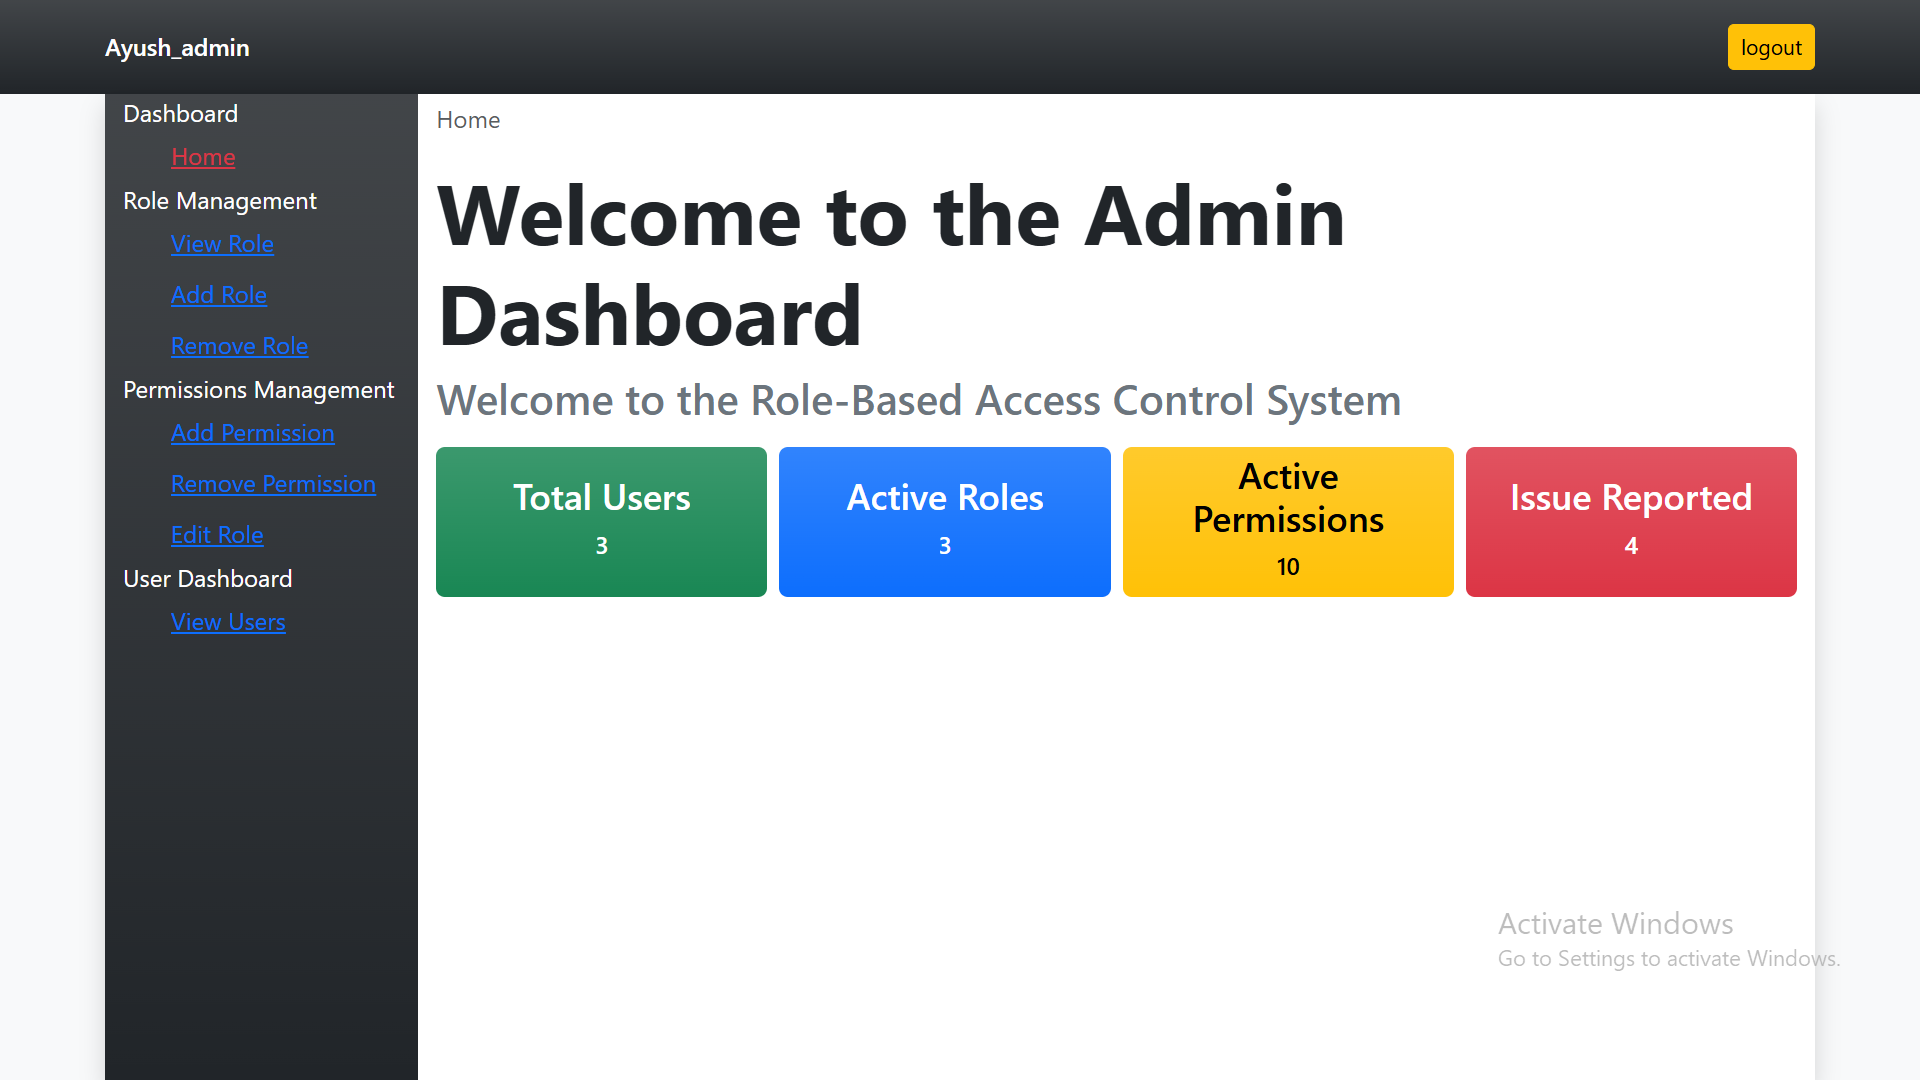 Ayush_admin
logout
Dashboard
Home
Role Management
View Role
Add Role
Remove Role
Permissions Management
Add Permission
Remove Permission
Edit Role
User Dashboard
View Users
Home
Welcome to the Admin
Dashboard
Welcome to the Role-Based Access Control System
Total Users
3
Active Roles
3
Active
Permissions
10
Issue Reported
4
Activate Windows
Go to Settings to activate Windows.